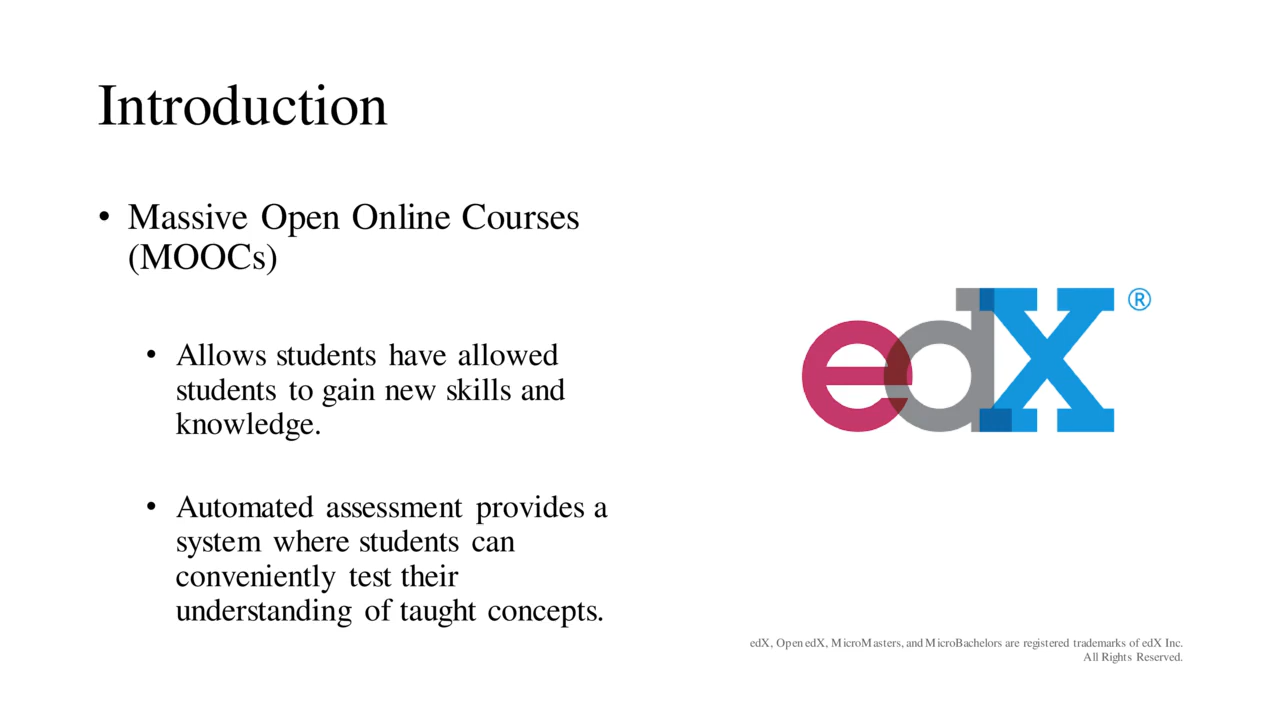 Introduction
• Massive Open Online Courses
(MOOCs)
• Allows students have allowed
students to gain new skills and
knowledge.
• Automated assessment provides a
system where students can
conveniently test their
understanding of taught concepts.
edX®
edX, Open edX, MicroMasters, and MicroBachelors are registered trademarks of edX Inc.
All Rights Reserved.